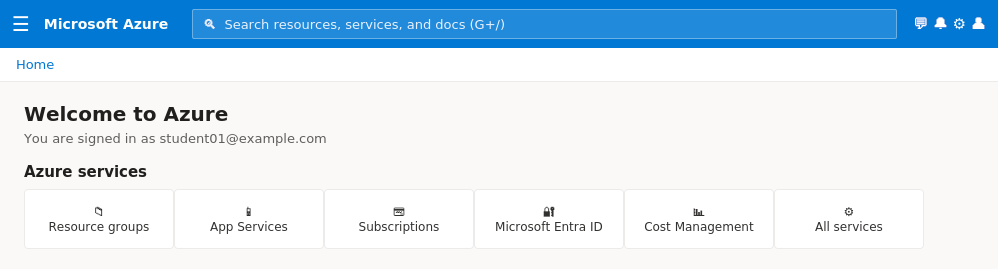 Microsoft Azure
Search resources, services, and docs (G+/)
Home
Welcome to Azure
You are signed in as student01@example.com
Azure services
Resource groups
App Services
Subscriptions
Microsoft Entra ID
Cost Management
All services